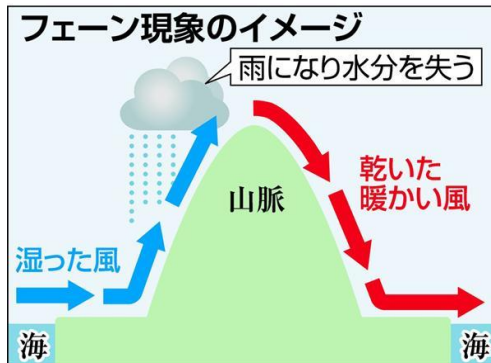 フェーン現象のイメージ
雨になり水分を失う
山脈
乾いた
暖かい風
湿った風
海
海